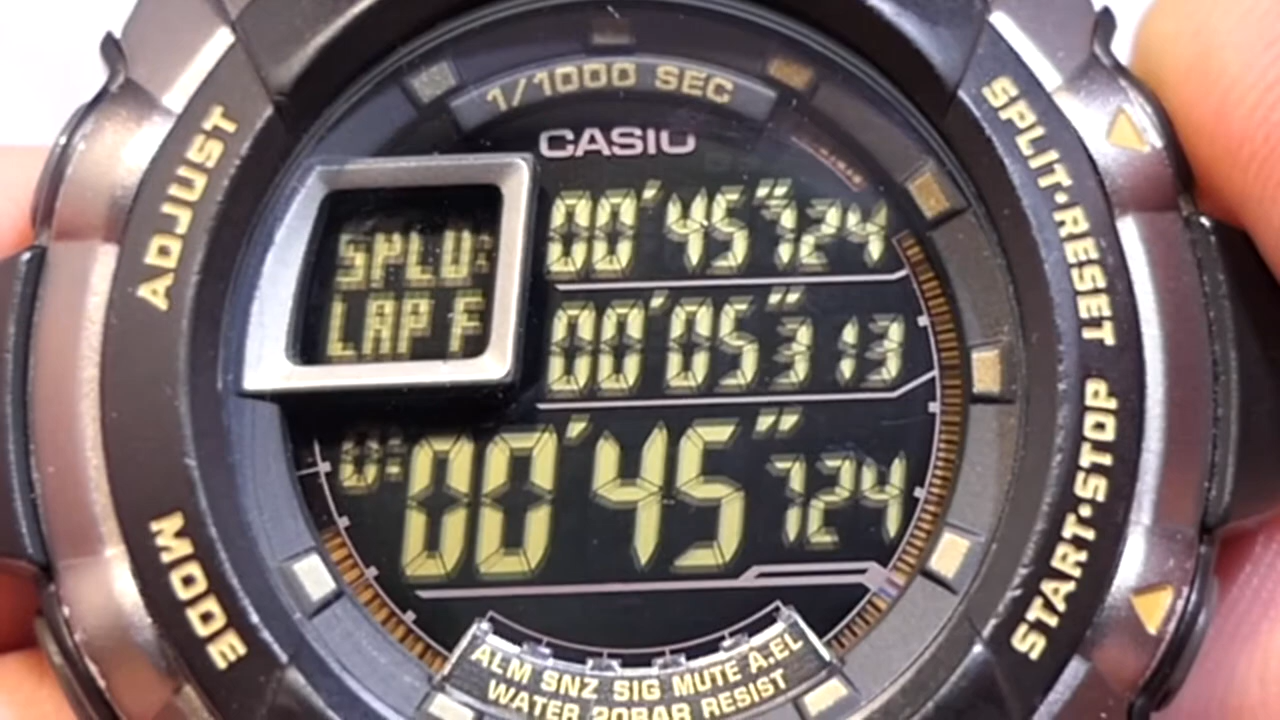 1/1000 SEC
CASIO
ADJUST
SPLIT•RESET
00'45"724
LAP F
00'05"313
00'45"724
MODE
START•STOP
ALM SNZ SIG MUTE A.EL
WATER 20BAR RESIST